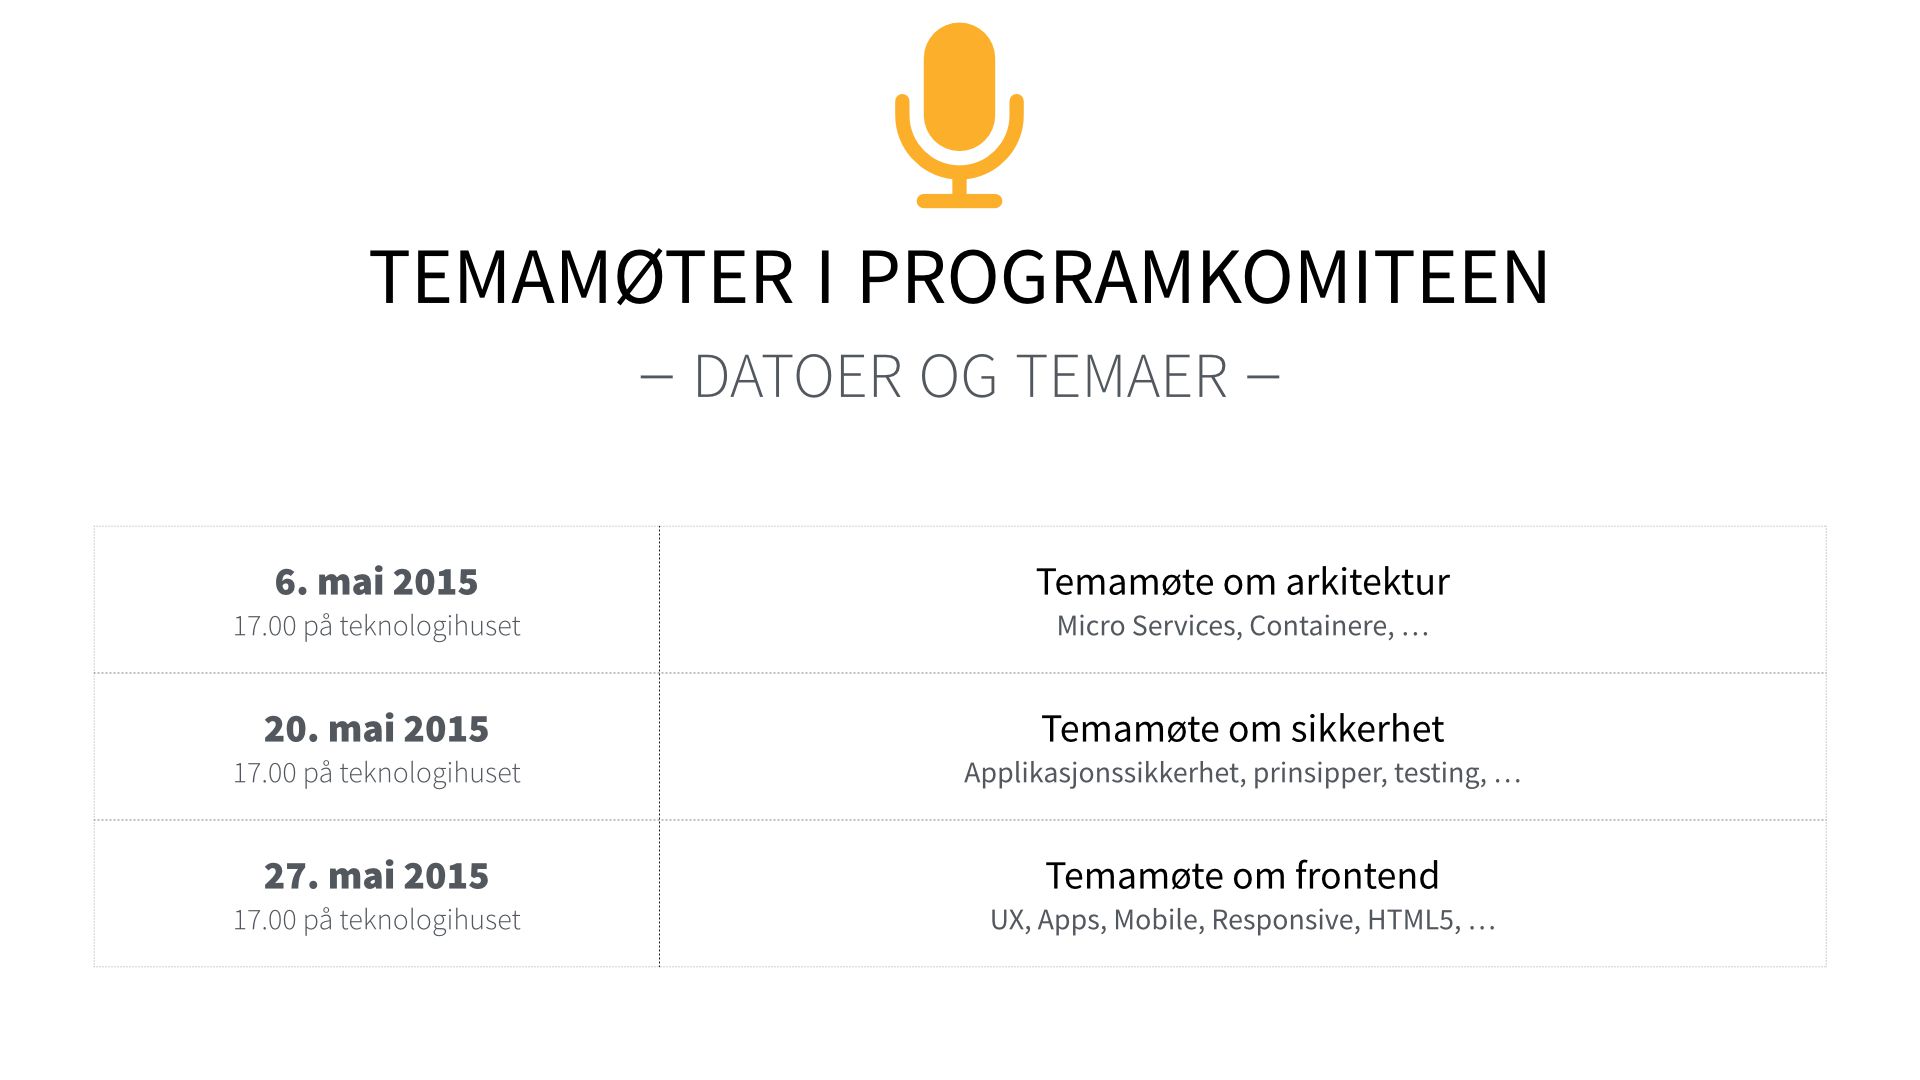 TEMAMØTER I PROGRAMKOMITEEN
– DATOER OG TEMAER –
6. mai 2015
17.00 på teknologihuset
Temamøte om arkitektur
Micro Services, Containere, …
20. mai 2015
17.00 på teknologihuset
Temamøte om sikkerhet
Applikasjonssikkerhet, prinsipper, testing, …
27. mai 2015
17.00 på teknologihuset
Temamøte om frontend
UX, Apps, Mobile, Responsive, HTML5, …